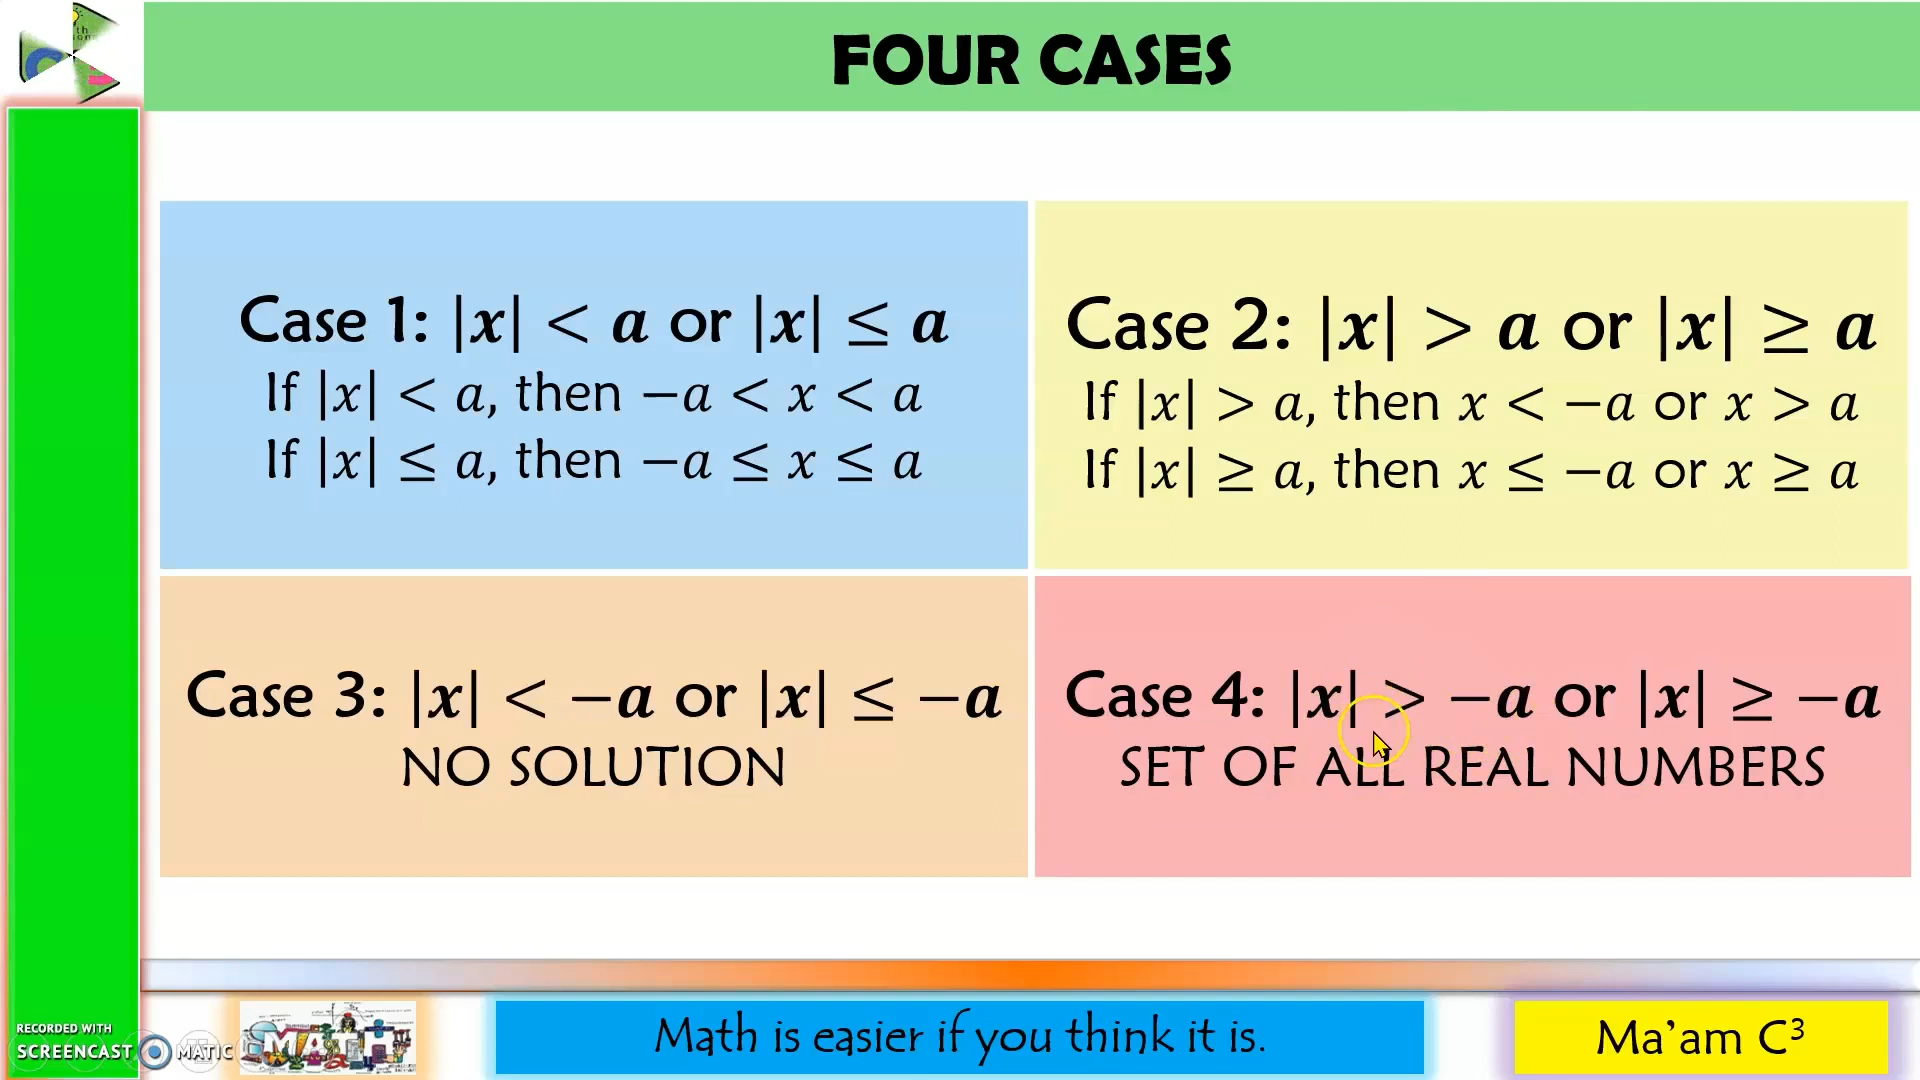 FOUR CASES
Case 1: |x| < a or |x| ≤ a
If |x| < a, then −a < x < a
If |x| ≤ a, then −a ≤ x ≤ a
Case 2: |x| > a or |x| ≥ a
If |x| > a, then x < −a or x > a
If |x| ≥ a, then x ≤ −a or x ≥ a
Case 3: |x| < −a or |x| ≤ −a
NO SOLUTION
Case 4: |x| > −a or |x| ≥ −a
SET OF ALL REAL NUMBERS
RECORDED WITH
SCREENCAST MATIC
MATH
Math is easier if you think it is.
Ma’am C³